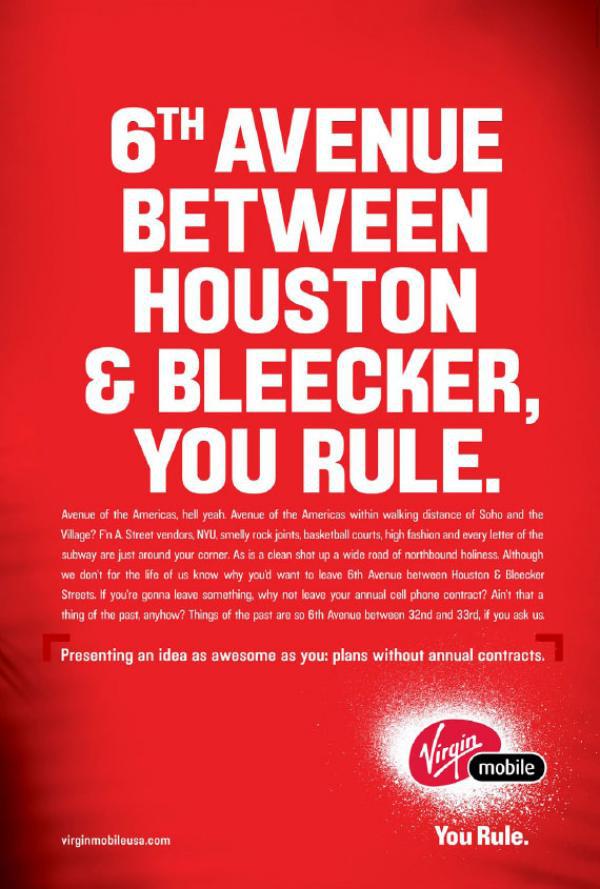 6TH AVENUE
BETWEEN
HOUSTON
& BLEECKER,
YOU RULE.
Avenue of the Americas, hell yeah. Avenue of the Americas within walking distance of Soho and the
Village? F'n A. Street vendors, NYU, smelly rock joints, basketball courts, high fashion and every letter of the
subway are just around your corner. As is a clean shot up a wide road of northbound holiness. Although
we don't for the life of us know why you'd want to leave 6th Avenue between Houston & Bleecker
Streets. If you're gonna leave something, why not leave your annual cell phone contract? Ain't that a
thing of the past, anyhow? Things of the past are so 6th Avenue between 32nd and 33rd, if you ask us.
Presenting an idea as awesome as you: plans without annual contracts.
Virgin
mobile
virginmobileusa.com
You Rule.